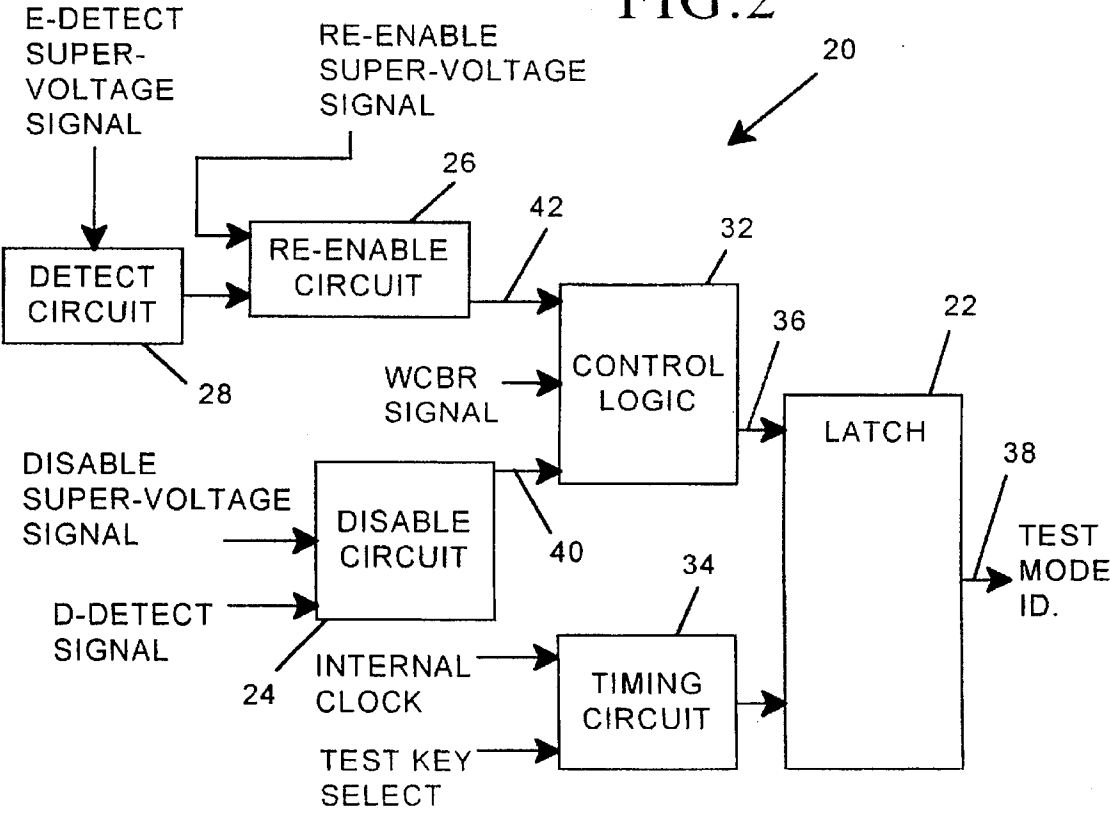 FIG.2
E-DETECT
SUPER-
VOLTAGE
SIGNAL
RE-ENABLE
SUPER-VOLTAGE
SIGNAL
20
26
42
32
RE-ENABLE
CIRCUIT
DETECT
CIRCUIT
28
WCBR
SIGNAL
CONTROL
LOGIC
36
22
LATCH
DISABLE
SUPER-VOLTAGE
SIGNAL
DISABLE
CIRCUIT
40
38
TEST
MODE
ID.
D-DETECT
SIGNAL
24
34
INTERNAL
CLOCK
TIMING
CIRCUIT
TEST KEY
SELECT